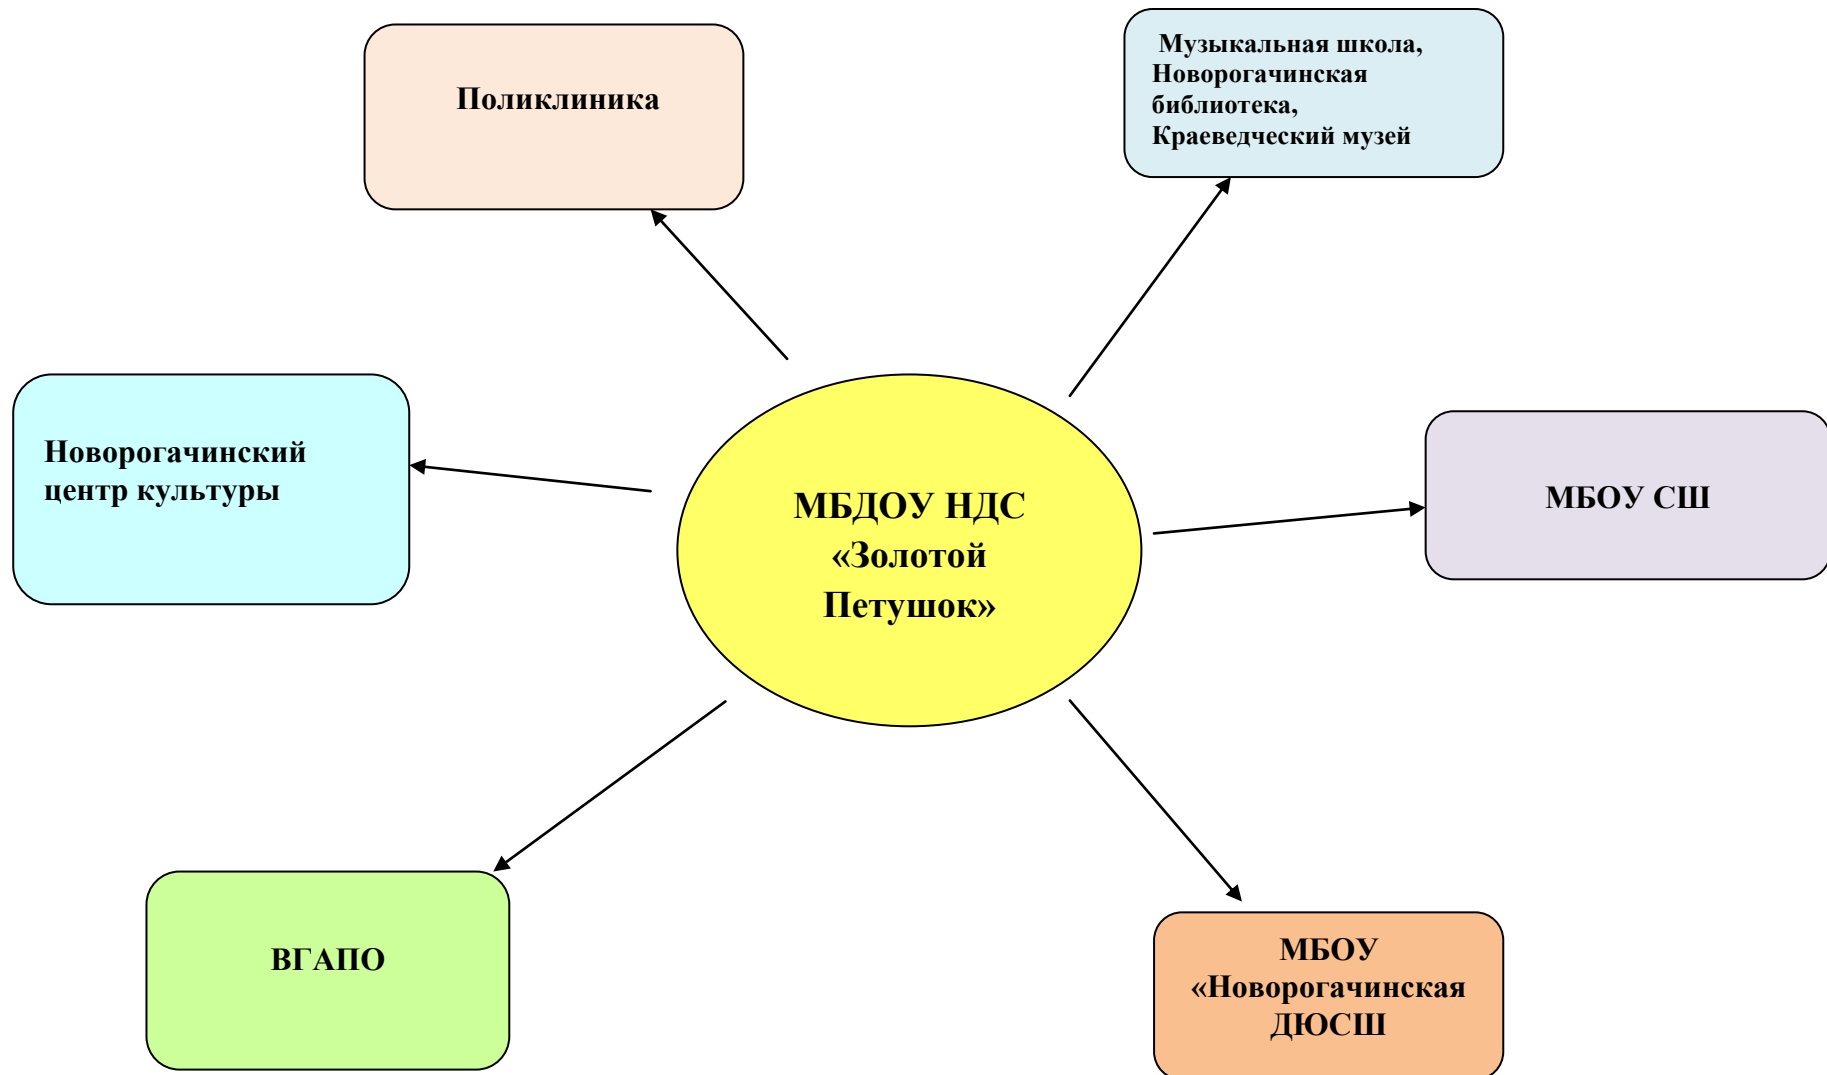 Поликлиника
Музыкальная школа,
Новорогачинская
библиотека,
Краеведческий музей
Новорогачинский
центр культуры
МБДОУ НДС
«Золотой
Петушок»
МБОУ СШ
ВГАПО
МБОУ
«Новорогачинская
ДЮСШ